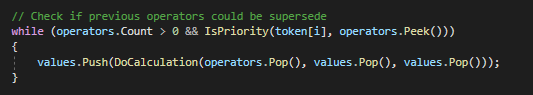 // Check if previous operators could be supersede
while (operators.Count > 0 && IsPriority(token[i], operators.Peek()))
{
values.Push(DoCalculation(operators.Pop(), values.Pop(), values.Pop()));
}